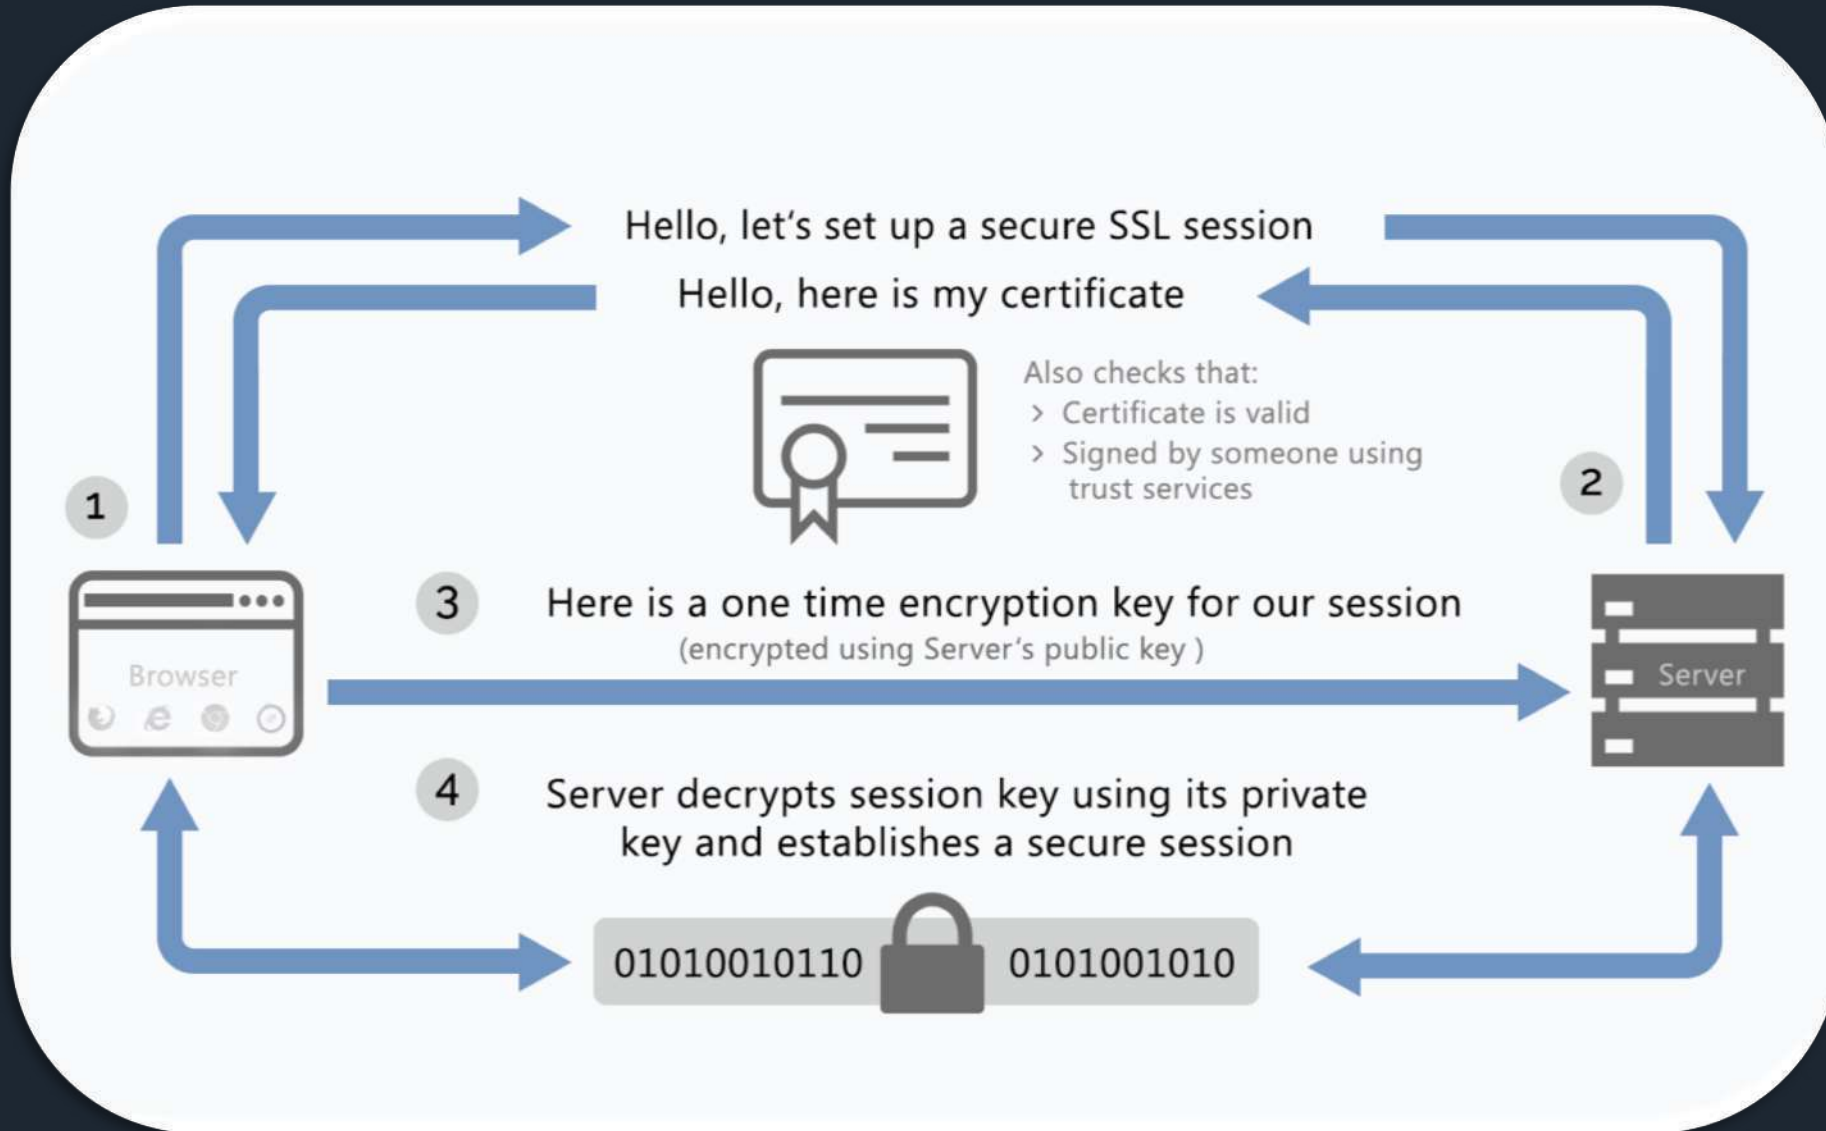 Hello, let's set up a secure SSL session
Hello, here is my certificate
Also checks that:
> Certificate is valid
> Signed by someone using
trust services
1
2
3
Here is a one time encryption key for our session
(encrypted using Server's public key )
Browser
Server
4
Server decrypts session key using its private
key and establishes a secure session
01010010110
0101001010